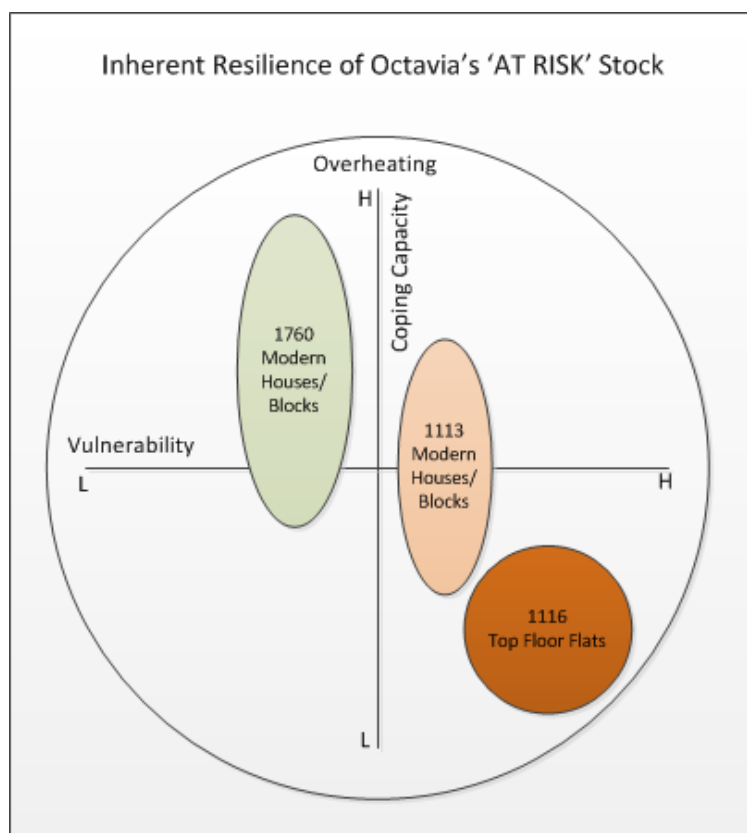 Inherent Resilience of Octavia's 'AT RISK' Stock
Overheating
H
Coping Capacity
1760
Modern
Houses/
Blocks
1113
Modern
Houses/
Blocks
Vulnerability
L
H
1116
Top Floor Flats
L